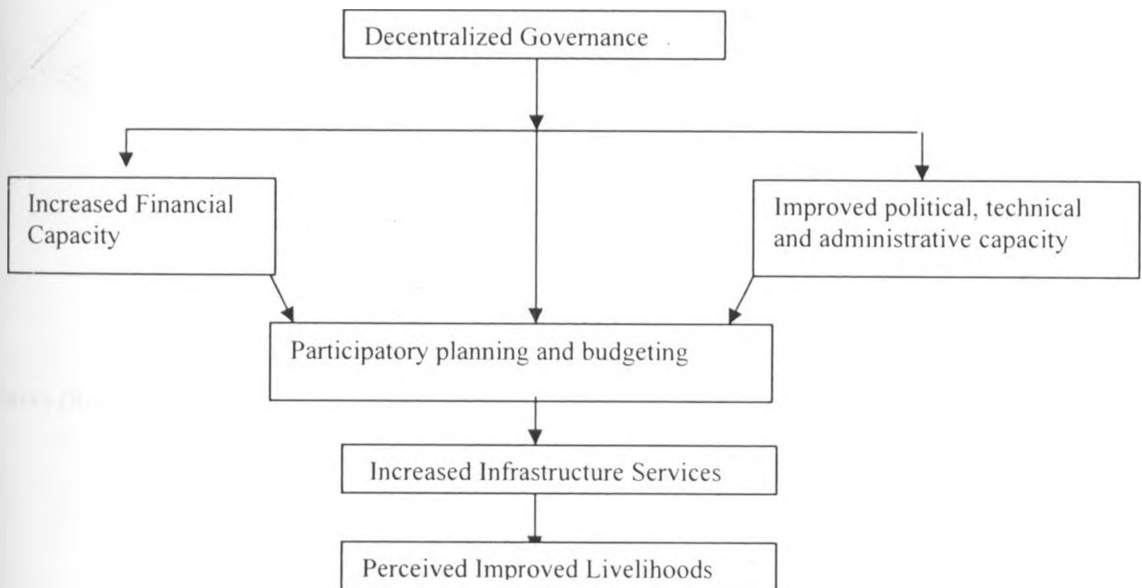 Decentralized Governance
Increased Financial
Capacity
Improved political, technical
and administrative capacity
Participatory planning and budgeting
Increased Infrastructure Services
Perceived Improved Livelihoods